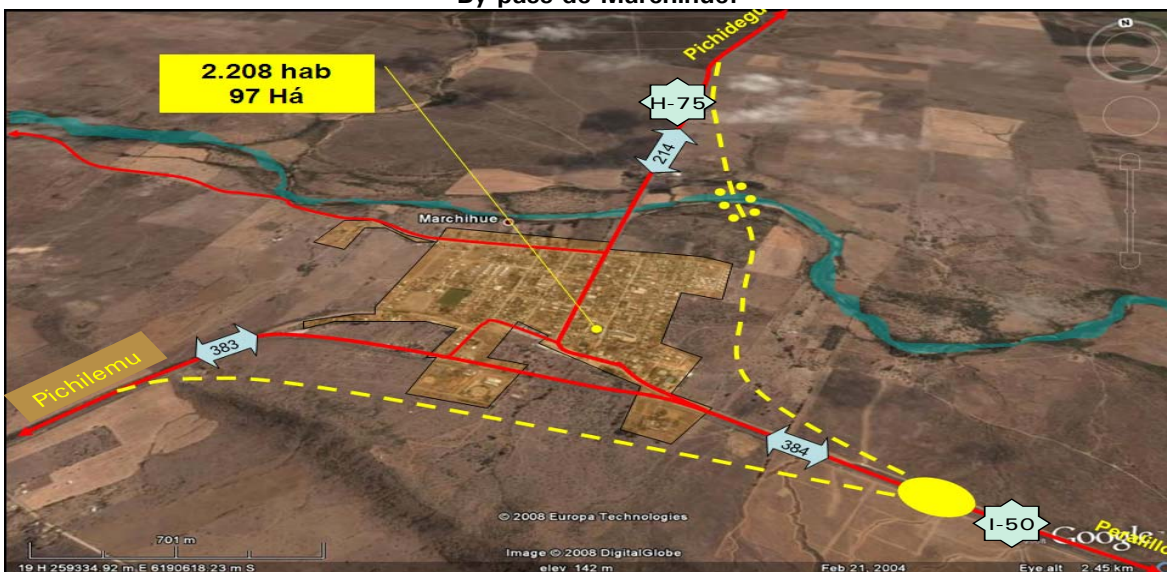 By pass de Marchihue.
Pichidegu
2.208 hab
97 Há
N
H-75
214
Marchihue
383
Pichilemu
384
I-50
Peralillo
© 2008 Europa Technologies
Google
701 m
Image © 2008 DigitalGlobe
19 H 259334.92 m E 6190618.23 m S
elev 142 m
Feb 21, 2004
Eye alt 2.45 km